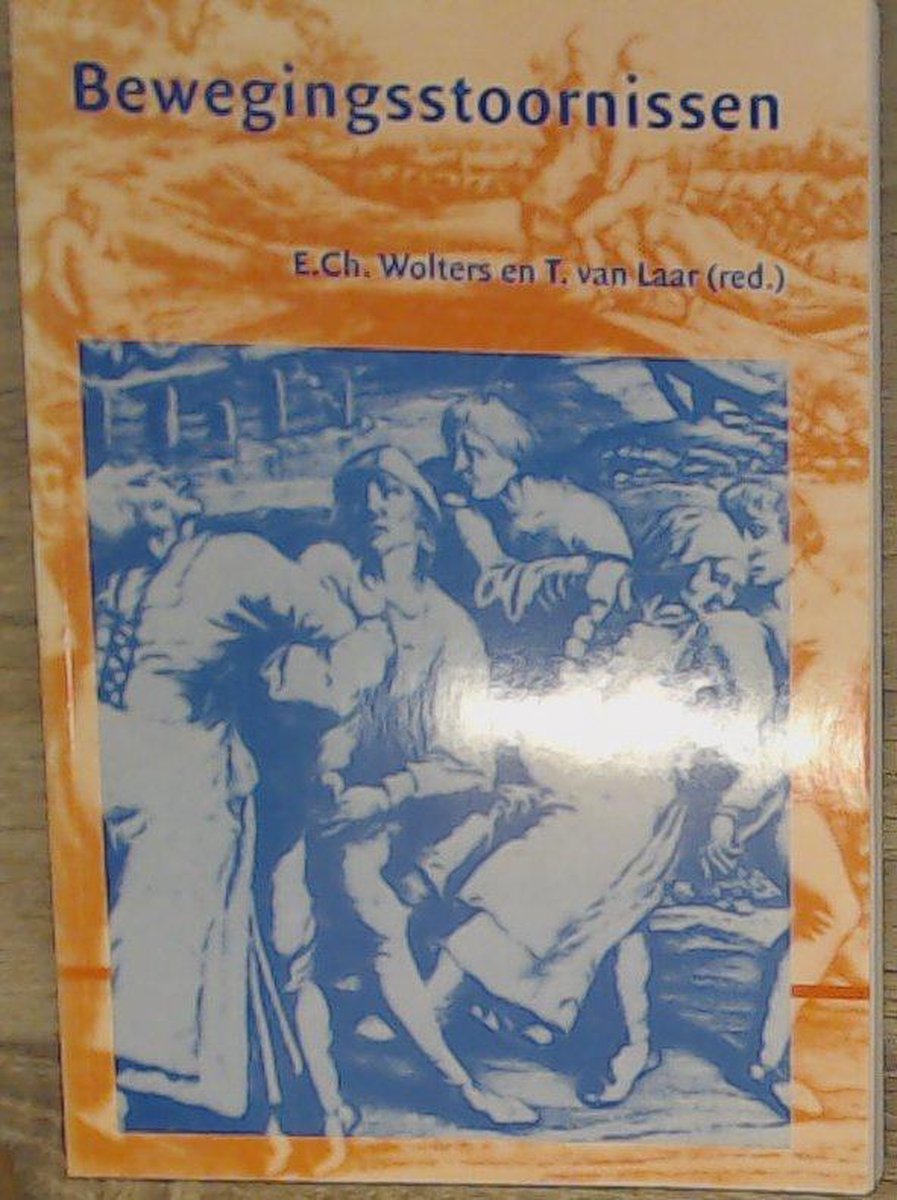 Bewegingsstoornissen
E.Ch. Wolters en T. van Laar (red.)